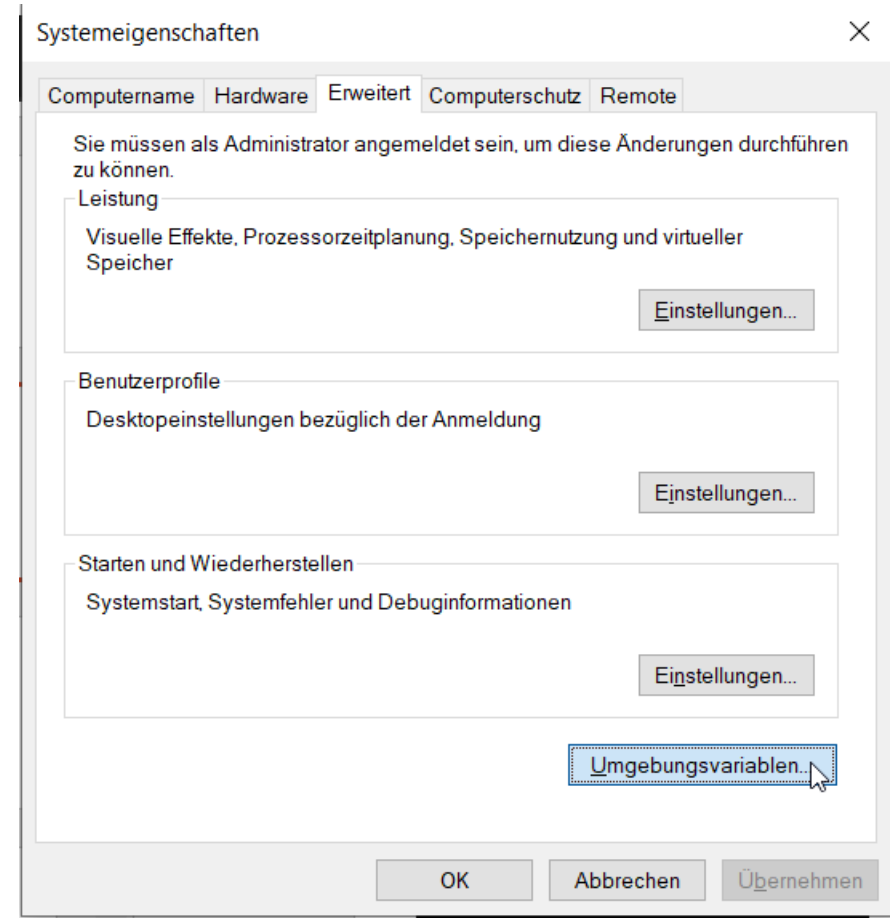 Systemeigenschaften
Computername Hardware Erweitert Computerschutz Remote
Sie müssen als Administrator angemeldet sein, um diese Änderungen durchführen
zu können.
Leistung
Visuelle Effekte, Prozessorzeitplanung, Speichernutzung und virtueller
Speicher
Einstellungen...
Benutzerprofile
Desktopeinstellungen bezüglich der Anmeldung
Einstellungen...
Starten und Wiederherstellen
Systemstart, Systemfehler und Debuginformationen
Einstellungen...
Umgebungsvariablen...
OK Abbrechen Übernehmen